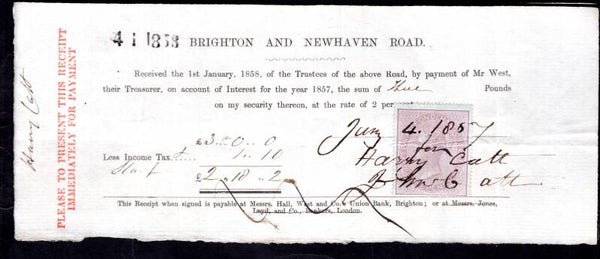 Harry Catt
PLEASE TO PRESENT THIS RECEIPT
IMMEDIATELY FOR PAYMENT
4 1 1858 BRIGHTON AND NEWHAVEN ROAD.
Received the 1st January, 1858, of the Trustees of the above Road, by payment of Mr West,
their Treasurer, on account of Interest for the year 1857, the sum of Three Pounds
on my security thereon, at the rate of 2 per
£3 . 0 . 0
Less Income Tax 1 . 10
£2 . 18 . 2
4. 1857
for
Harry Catt
Catt
This Receipt when signed is payable at Messrs. Hall, West and Co.'s Union Bank, Brighton; or at Messrs. Jones,
Loyd, and Co., Bankers, London.